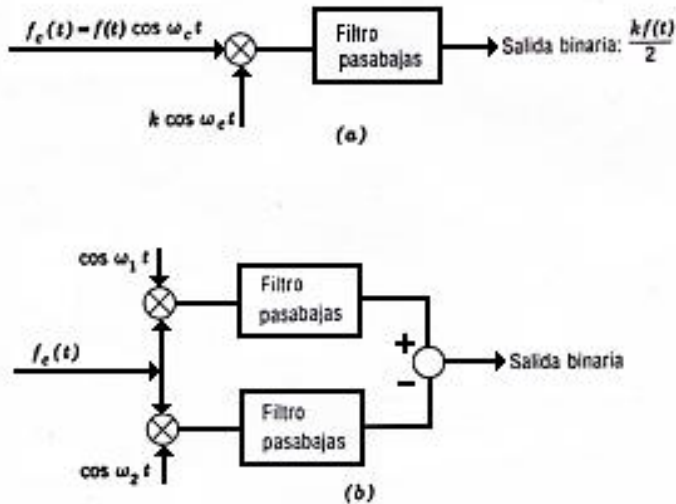 f_c(t) = f(t) cos ω_c t
Filtro
pasabajas
Salida binaria: kf(t)/2
k cos ω_c t
(a)
cos ω_1 t
Filtro
pasabajas
f_c(t)
+
−
Salida binaria
Filtro
pasabajas
cos ω_2 t
(b)